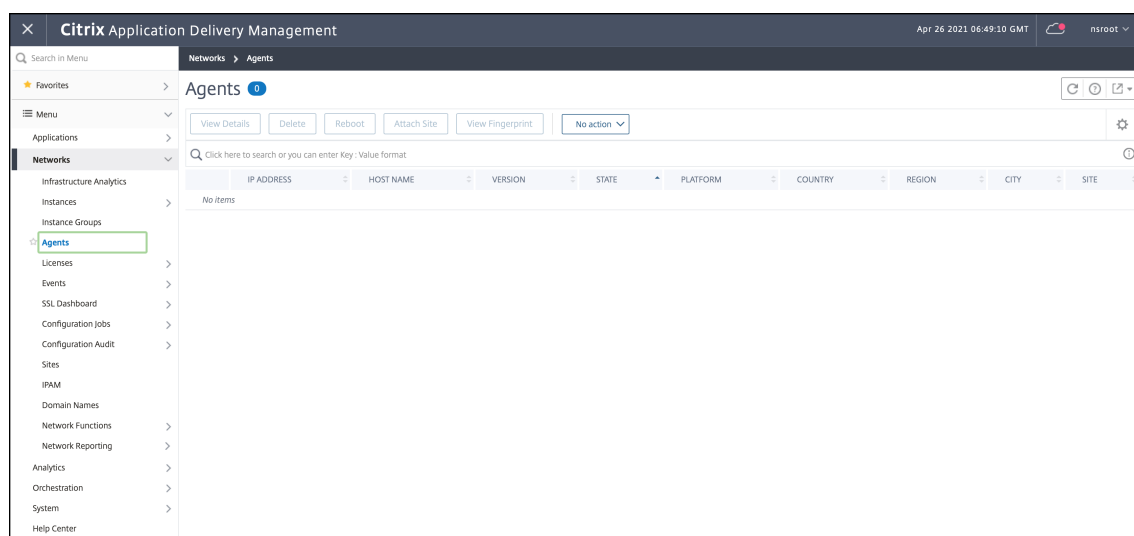 Citrix Application Delivery Management
Apr 26 2021 06:49:10 GMT
nsroot
Search in Menu
Networks > Agents
Favorites
Agents 0
Menu
View Details Delete Reboot Attach Site View Fingerprint No action
Applications
Networks
Click here to search or you can enter Key : Value format
Infrastructure Analytics
IP ADDRESS HOST NAME VERSION STATE PLATFORM COUNTRY REGION CITY SITE
Instances
No items
Instance Groups
Agents
Licenses
Events
SSL Dashboard
Configuration Jobs
Configuration Audit
Sites
IPAM
Domain Names
Network Functions
Network Reporting
Analytics
Orchestration
System
Help Center